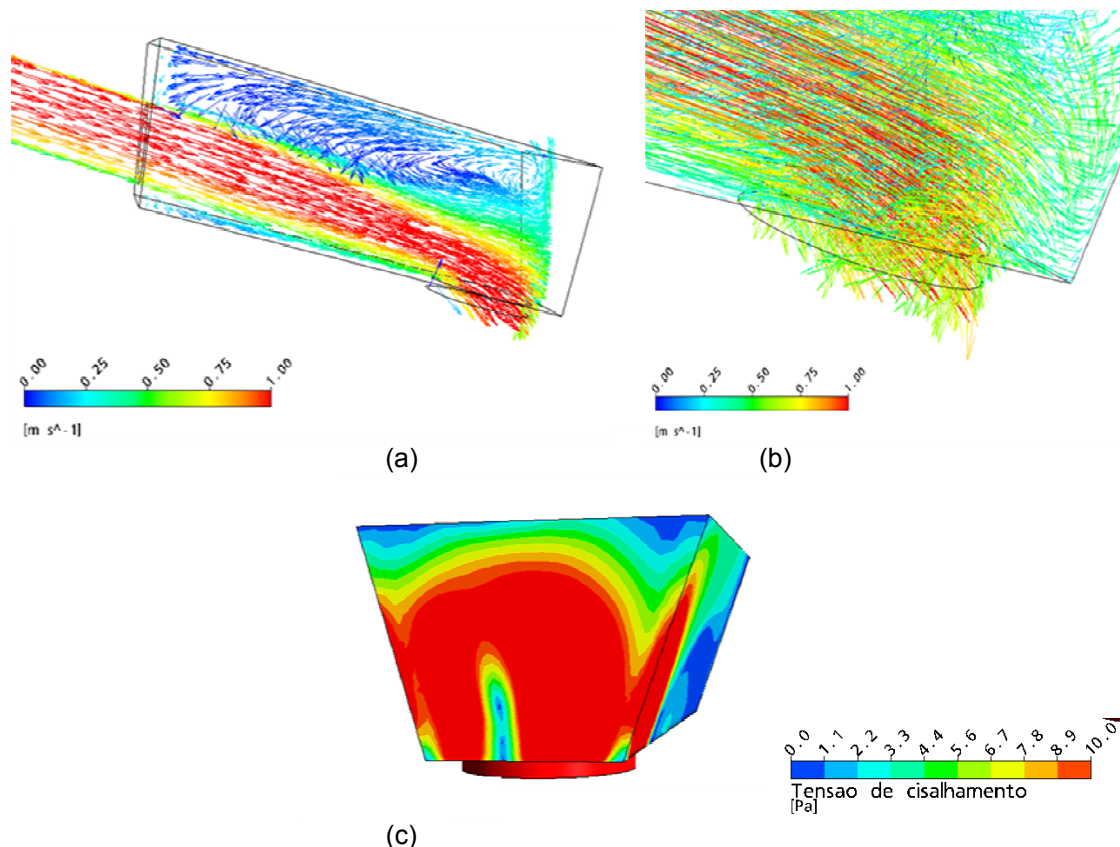 0.00 0.25 0.50 0.75 1.00
[m s^-1]
(a)
0.00 0.25 0.50 0.75 1.00
[m s^-1]
(b)
0.0 1.1 2.2 3.3 4.4 5.6 6.7 7.8 8.9 10.0
Tensao de cisalhamento
[Pa]
(c)